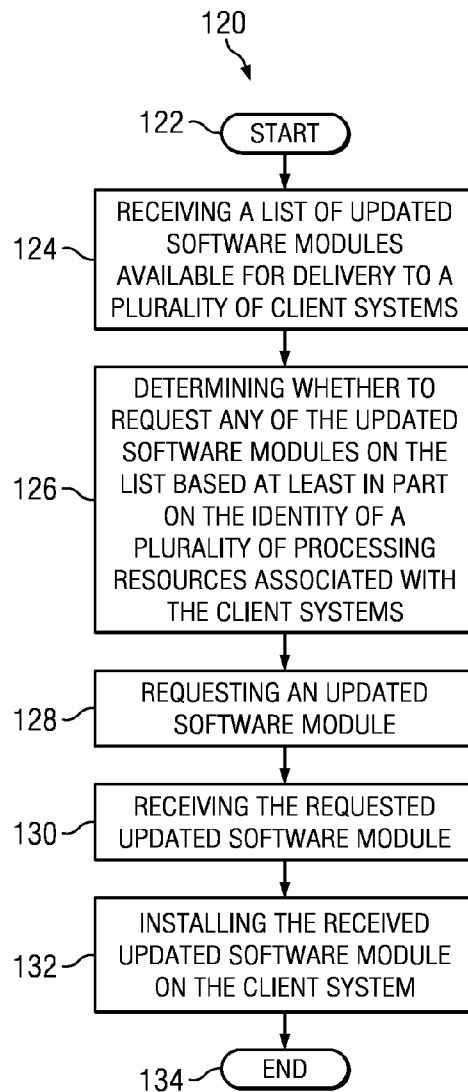 120
122
START
124
RECEIVING A LIST OF UPDATED
SOFTWARE MODULES
AVAILABLE FOR DELIVERY TO A
PLURALITY OF CLIENT SYSTEMS
126
DETERMINING WHETHER TO
REQUEST ANY OF THE UPDATED
SOFTWARE MODULES ON THE
LIST BASED AT LEAST IN PART
ON THE IDENTITY OF A
PLURALITY OF PROCESSING
RESOURCES ASSOCIATED WITH
THE CLIENT SYSTEMS
128
REQUESTING AN UPDATED
SOFTWARE MODULE
130
RECEIVING THE REQUESTED
UPDATED SOFTWARE MODULE
132
INSTALLING THE RECEIVED
UPDATED SOFTWARE MODULE
ON THE CLIENT SYSTEM
134
END